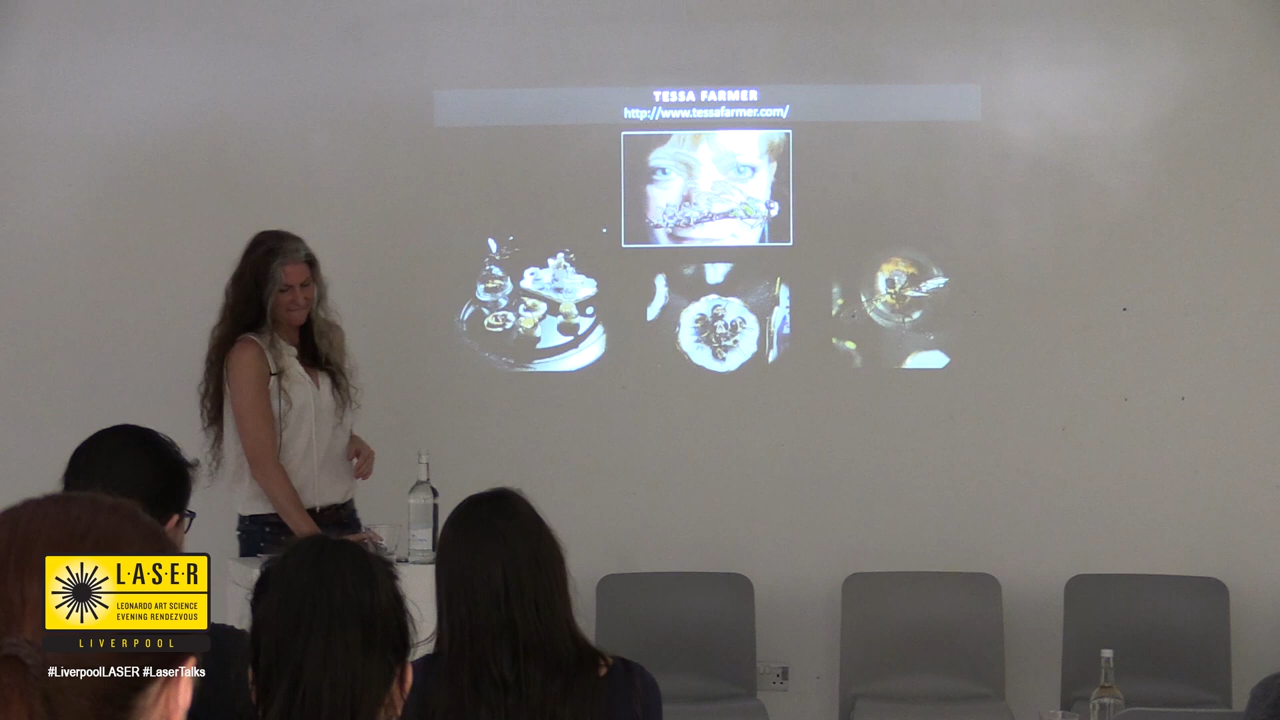 TESSA FARMER
http://www.tessafarmer.com/
L·A·S·E·R
LEONARDO ART SCIENCE
EVENING RENDEZVOUS
LIVERPOOL
#LiverpoolLASER #LaserTalks